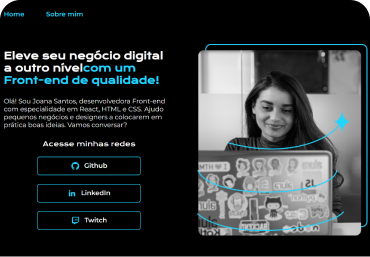 Home Sobre mim
Eleve seu negócio digital
a outro nívelcom um
Front-end de qualidade!
Olá! Sou Joana Santos, desenvolvedora Front-end
com especialidade em React, HTML e CSS. Ajudo
pequenos negócios e designers a colocarem em
prática boas ideias. Vamos conversar?
Acesse minhas redes
Github
LinkedIn
Twitch